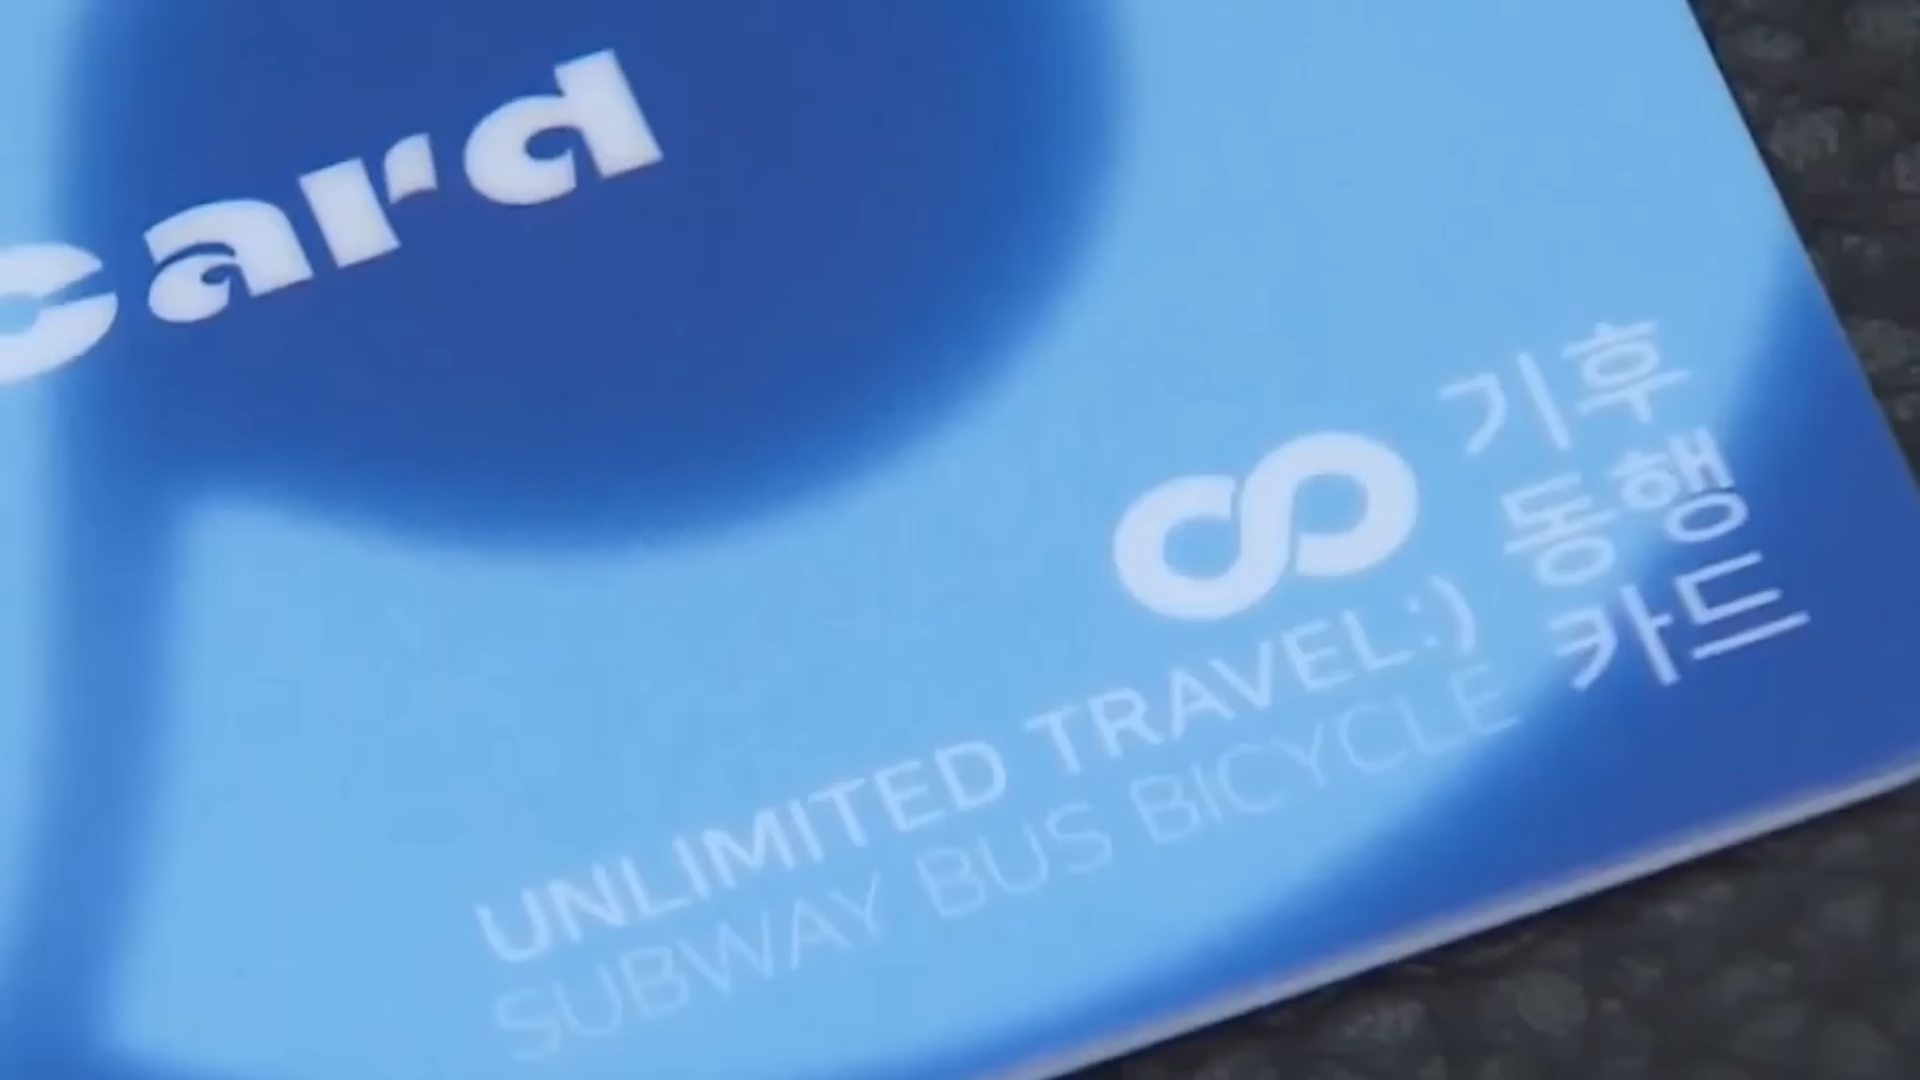 card
기후
동행
카드
UNLIMITED TRAVEL:)
SUBWAY BUS BICYCLE